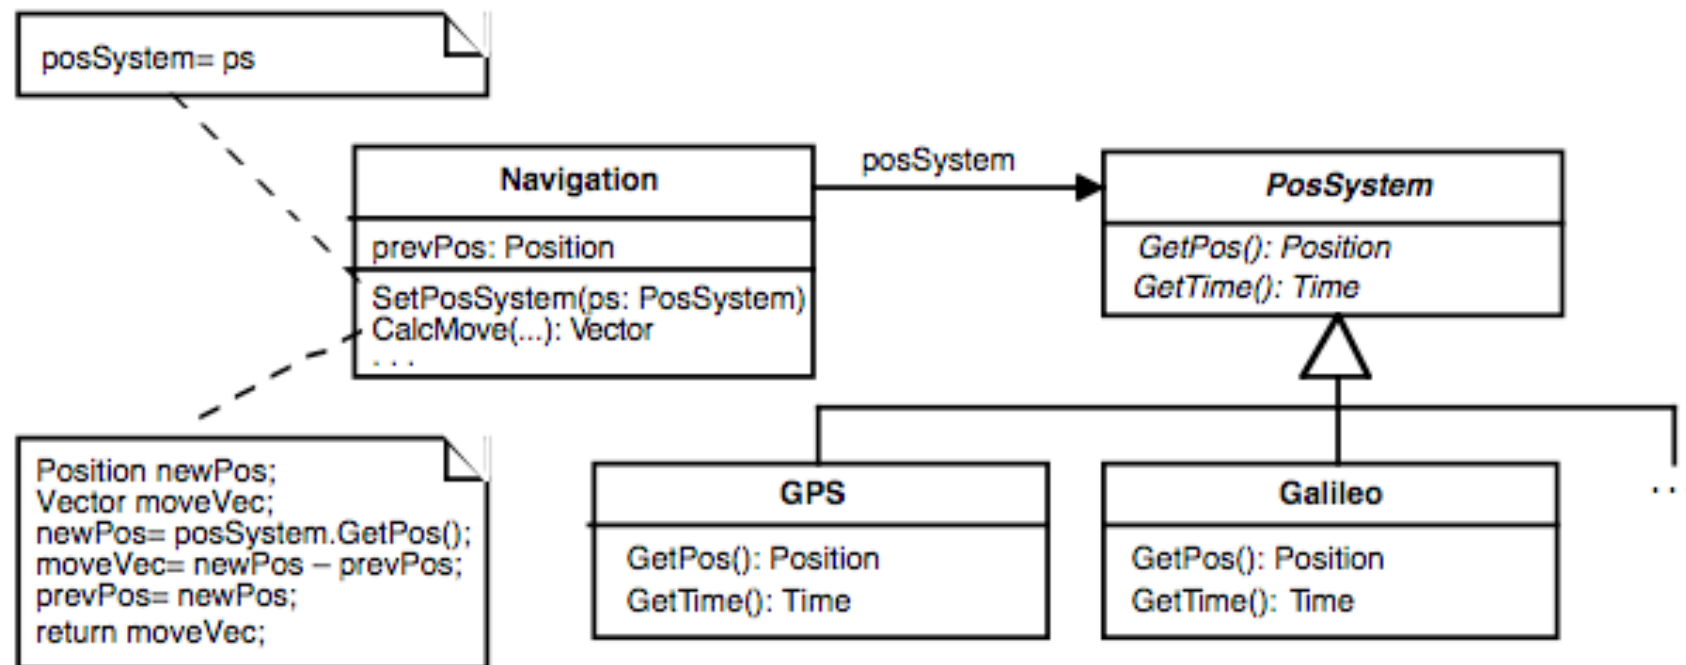 posSystem= ps
Navigation
prevPos: Position
SetPosSystem(ps: PosSystem)
CalcMove(...): Vector
. . .
posSystem
PosSystem
GetPos(): Position
GetTime(): Time
Position newPos;
Vector moveVec;
newPos= posSystem.GetPos();
moveVec= newPos – prevPos;
prevPos= newPos;
return moveVec;
GPS
GetPos(): Position
GetTime(): Time
Galileo
GetPos(): Position
GetTime(): Time
. .